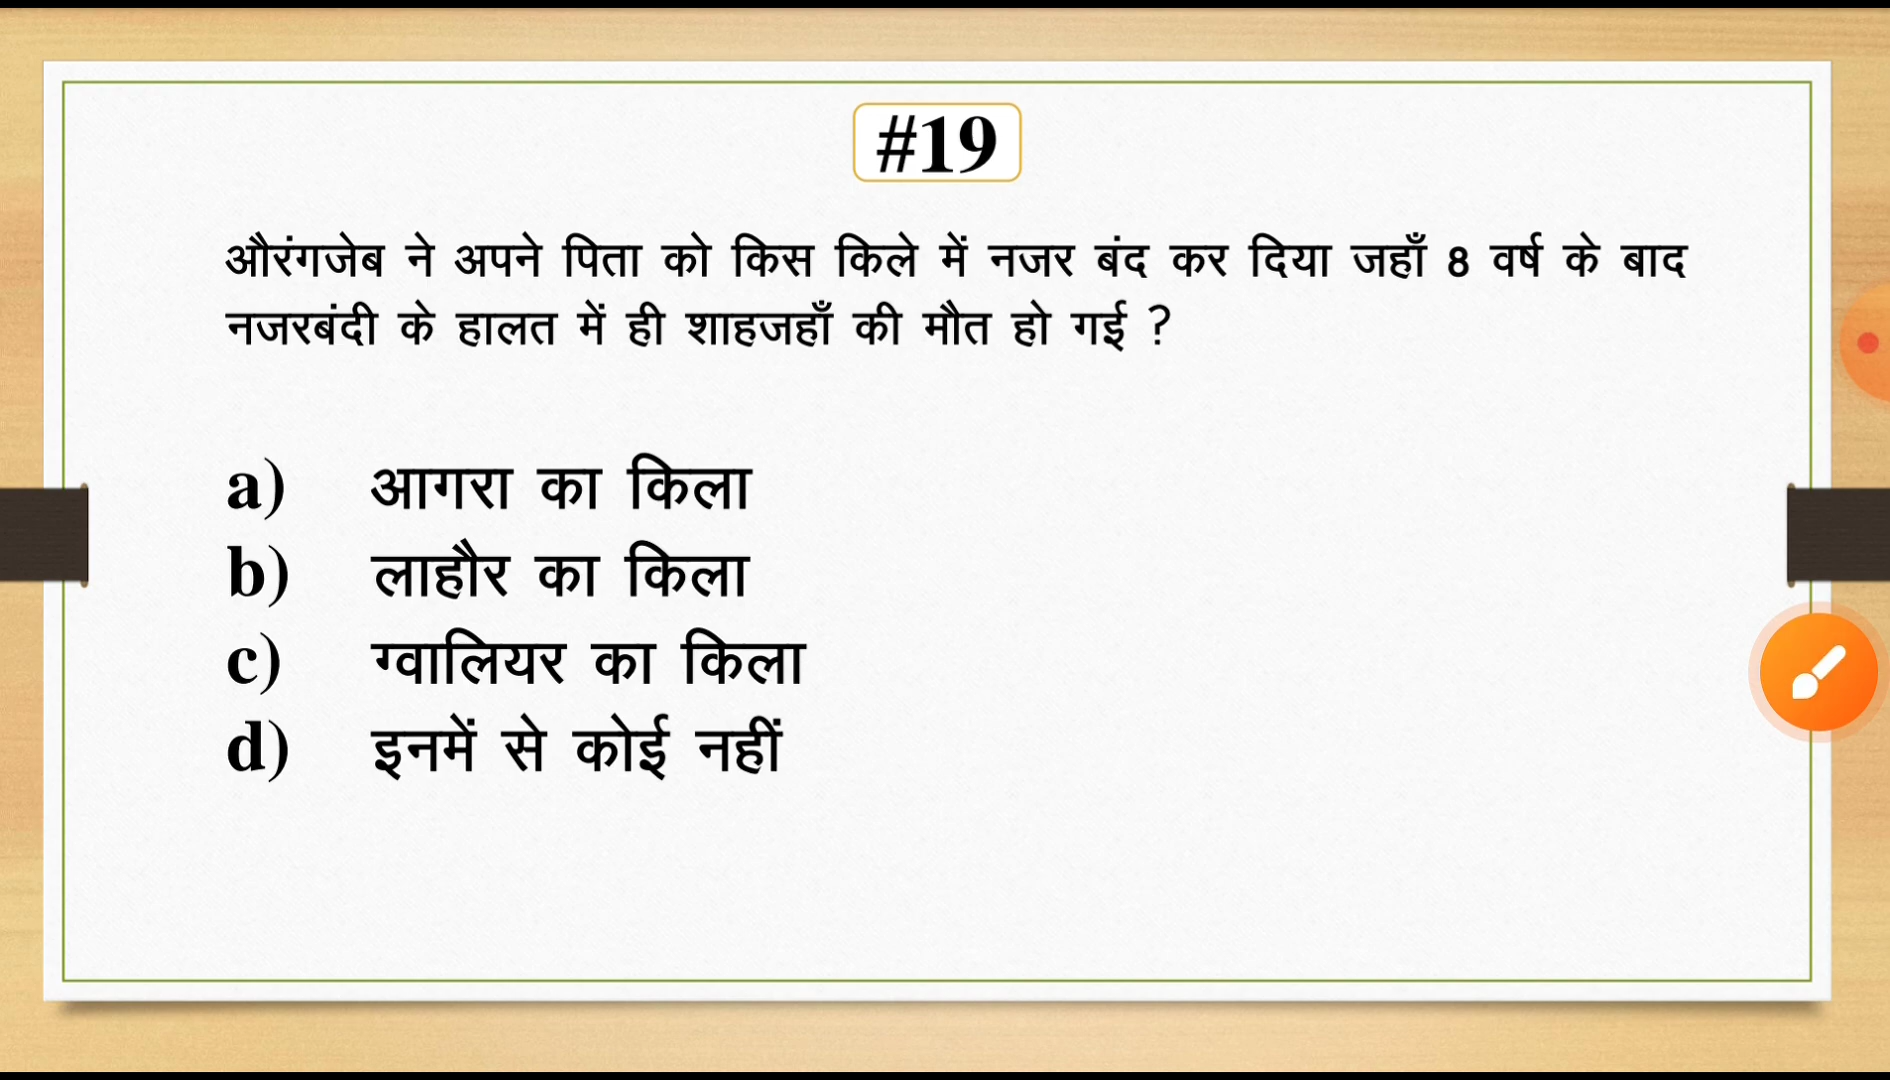 #19
औरंगजेब ने अपने पिता को किस किले में नजर बंद कर दिया जहाँ 8 वर्ष के बाद
नजरबंदी के हालत में ही शाहजहाँ की मौत हो गई ?
a) आगरा का किला
b) लाहौर का किला
c) ग्वालियर का किला
d) इनमें से कोई नहीं